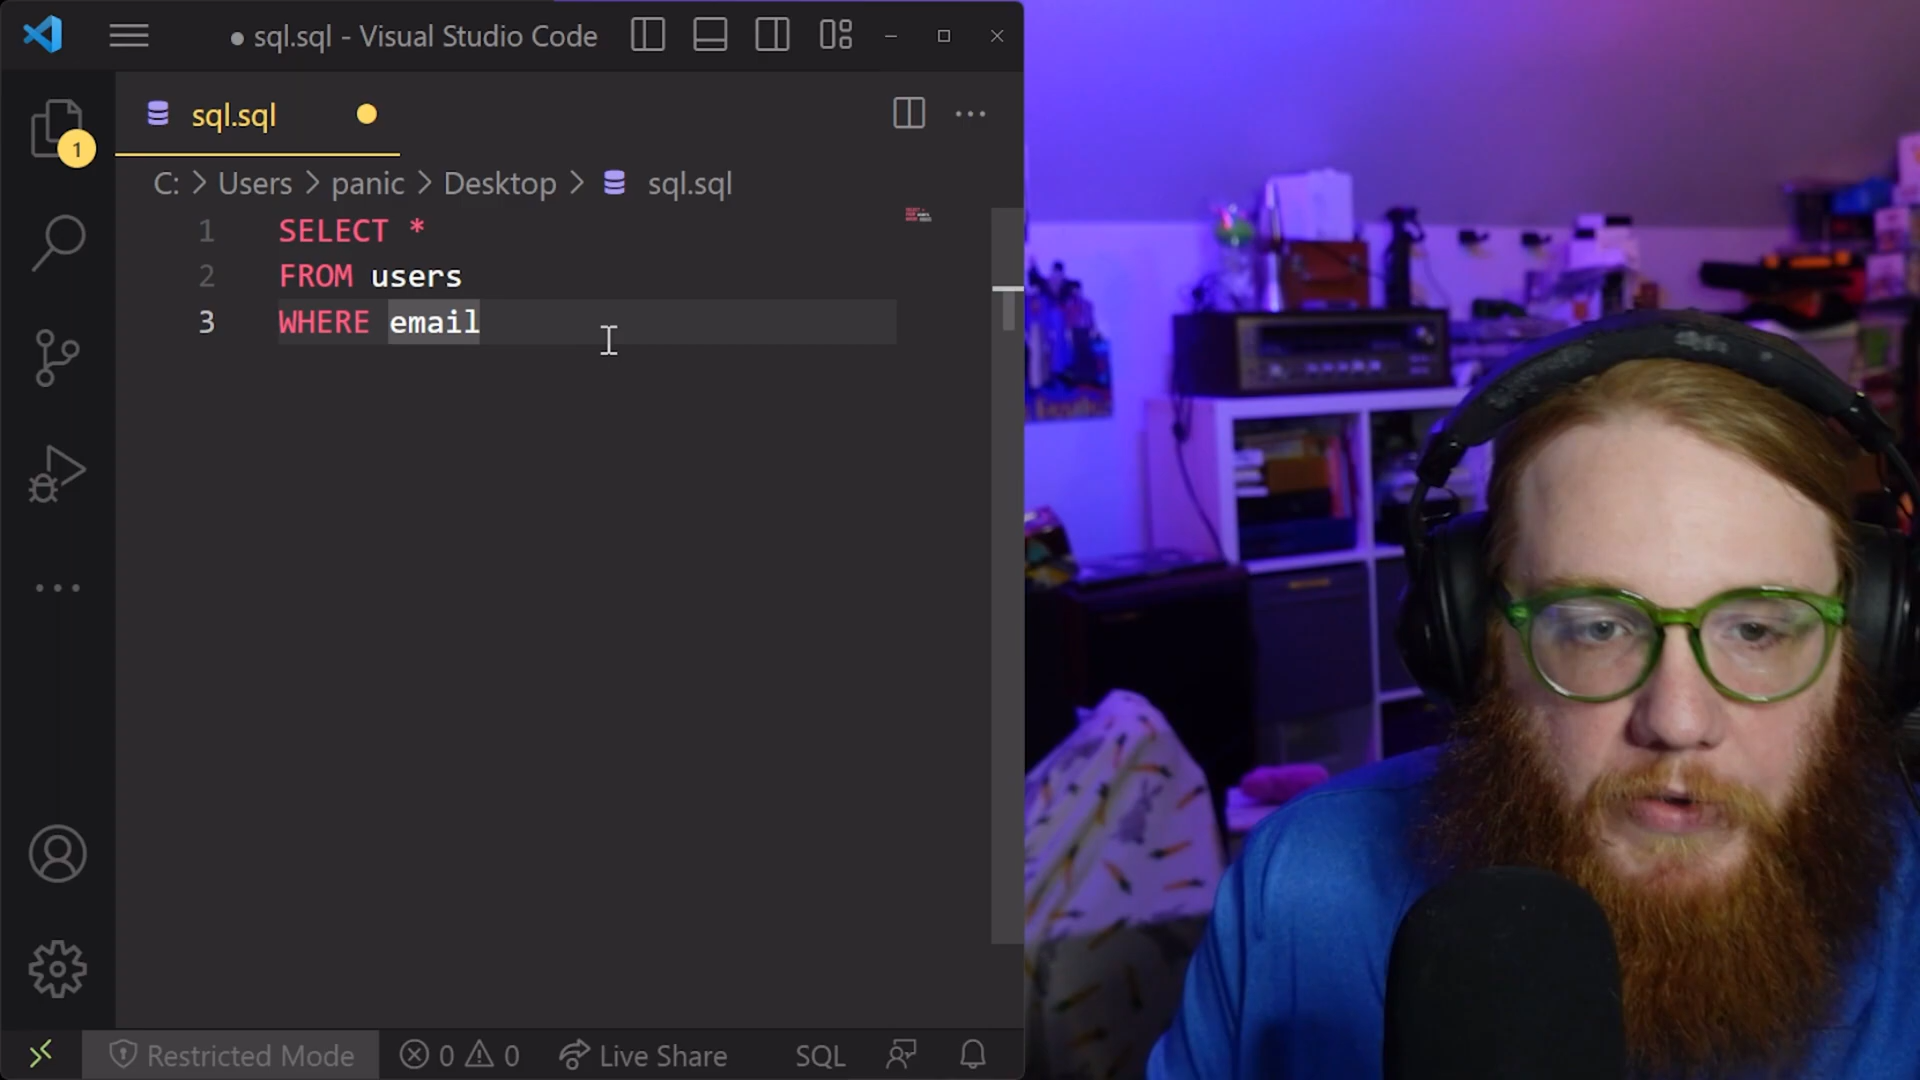 ● sql.sql - Visual Studio Code
sql.sql
1
C: > Users > panic > Desktop > sql.sql
1 SELECT *
2 FROM users
3 WHERE email
Restricted Mode 0 0 Live Share SQL